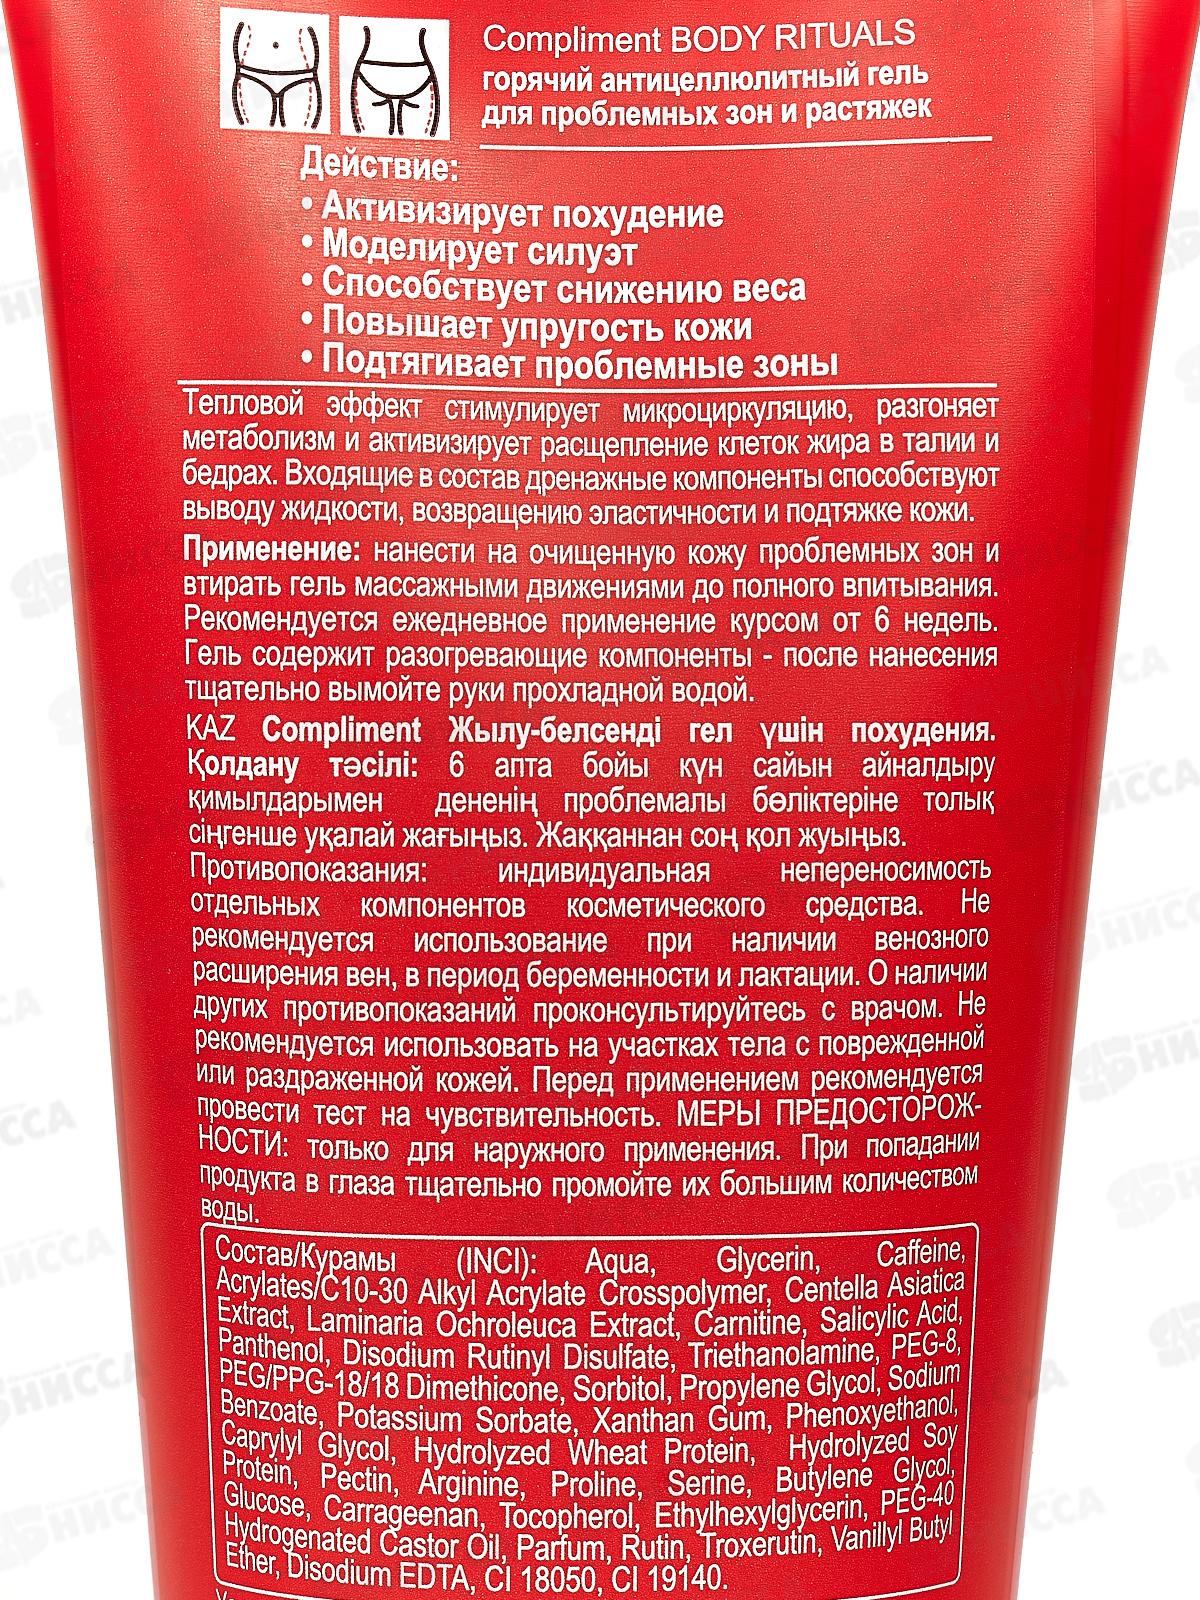 Compliment BODY RITUALS
горячий антицеллюлитный гель
для проблемных зон и растяжек
Действие:
• Активизирует похудение
• Моделирует силуэт
• Способствует снижению веса
• Повышает упругость кожи
• Подтягивает проблемные зоны
Тепловой эффект стимулирует микроциркуляцию, разгоняет
метаболизм и активизирует расщепление клеток жира в талии и
бедрах. Входящие в состав дренажные компоненты способствуют
выводу жидкости, возвращению эластичности и подтяжке кожи.
Применение: нанести на очищенную кожу проблемных зон и
втирать гель массажными движениями до полного впитывания.
Рекомендуется ежедневное применение курсом от 6 недель.
Гель содержит разогревающие компоненты - после нанесения
тщательно вымойте руки прохладной водой.
KAZ Compliment Жылу-белсенді гел үшін похудения.
Қолдану тәсілі: 6 апта бойы күн сайын айналдыру
қимылдарымен дененің проблемалы бөліктеріне толық
сіңгенше уқалай жағыңыз. Жаққаннан соң қол жуыңыз.
Противопоказания: индивидуальная непереносимость
отдельных компонентов косметического средства. Не
рекомендуется использование при наличии венозного
расширения вен, в период беременности и лактации. О наличии
других противопоказаний проконсультируйтесь с врачом. Не
рекомендуется использовать на участках тела с поврежденной
или раздраженной кожей. Перед применением рекомендуется
провести тест на чувствительность. МЕРЫ ПРЕДОСТОРОЖ-
НОСТИ: только для наружного применения. При попадании
продукта в глаза тщательно промойте их большим количеством
воды.
Состав/Курамы (INCI): Aqua, Glycerin, Caffeine,
Acrylates/C10-30 Alkyl Acrylate Crosspolymer, Centella Asiatica
Extract, Laminaria Ochroleuca Extract, Carnitine, Salicylic Acid,
Panthenol, Disodium Rutinyl Disulfate, Triethanolamine, PEG-8,
PEG/PPG-18/18 Dimethicone, Sorbitol, Propylene Glycol, Sodium
Benzoate, Potassium Sorbate, Xanthan Gum, Phenoxyethanol,
Caprylyl Glycol, Hydrolyzed Wheat Protein, Hydrolyzed Soy
Protein, Pectin, Arginine, Proline, Serine, Butylene Glycol,
Glucose, Carrageenan, Tocopherol, Ethylhexylglycerin, PEG-40
Hydrogenated Castor Oil, Parfum, Rutin, Troxerutin, Vanillyl Butyl
Ether, Disodium EDTA, CI 18050, CI 19140.